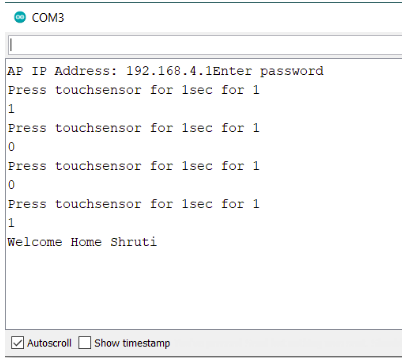 COM3
AP IP Address: 192.168.4.1Enter password
Press touchsensor for 1sec for 1
1
Press touchsensor for 1sec for 1
0
Press touchsensor for 1sec for 1
0
Press touchsensor for 1sec for 1
1
Welcome Home Shruti
Autoscroll Show timestamp